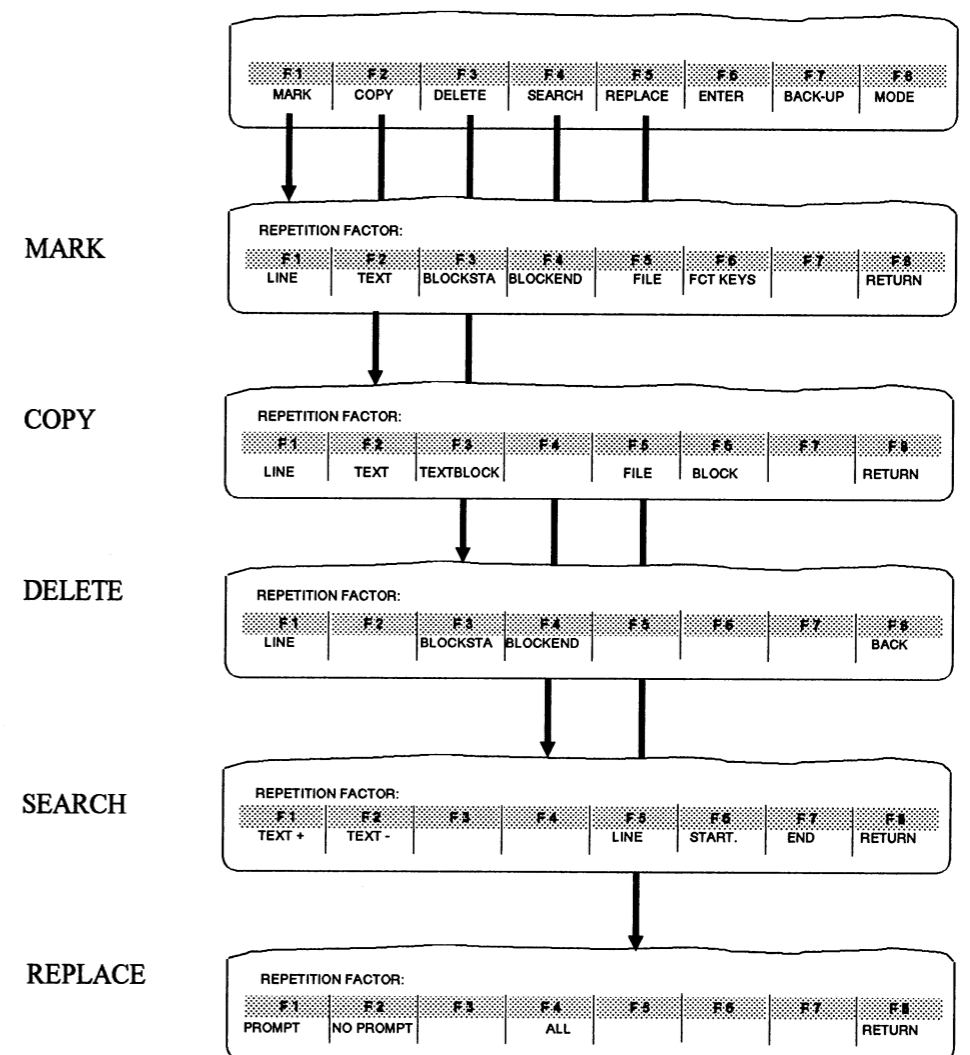 F1 F2 F3 F4 F5 F6 F7 F8
MARK COPY DELETE SEARCH REPLACE ENTER BACK-UP MODE
MARK
REPETITION FACTOR:
F1 F2 F3 F4 F5 F6 F7 F8
LINE TEXT BLOCKSTA BLOCKEND FILE FCT KEYS RETURN
COPY
REPETITION FACTOR:
F1 F2 F3 F4 F5 F6 F7 F8
LINE TEXT TEXTBLOCK FILE BLOCK RETURN
DELETE
REPETITION FACTOR:
F1 F2 F3 F4 F5 F6 F7 F8
LINE BLOCKSTA BLOCKEND BACK
SEARCH
REPETITION FACTOR:
F1 F2 F3 F4 F5 F6 F7 F8
TEXT + TEXT - LINE START. END RETURN
REPLACE
REPETITION FACTOR:
F1 F2 F3 F4 F5 F6 F7 F8
PROMPT NO PROMPT ALL RETURN